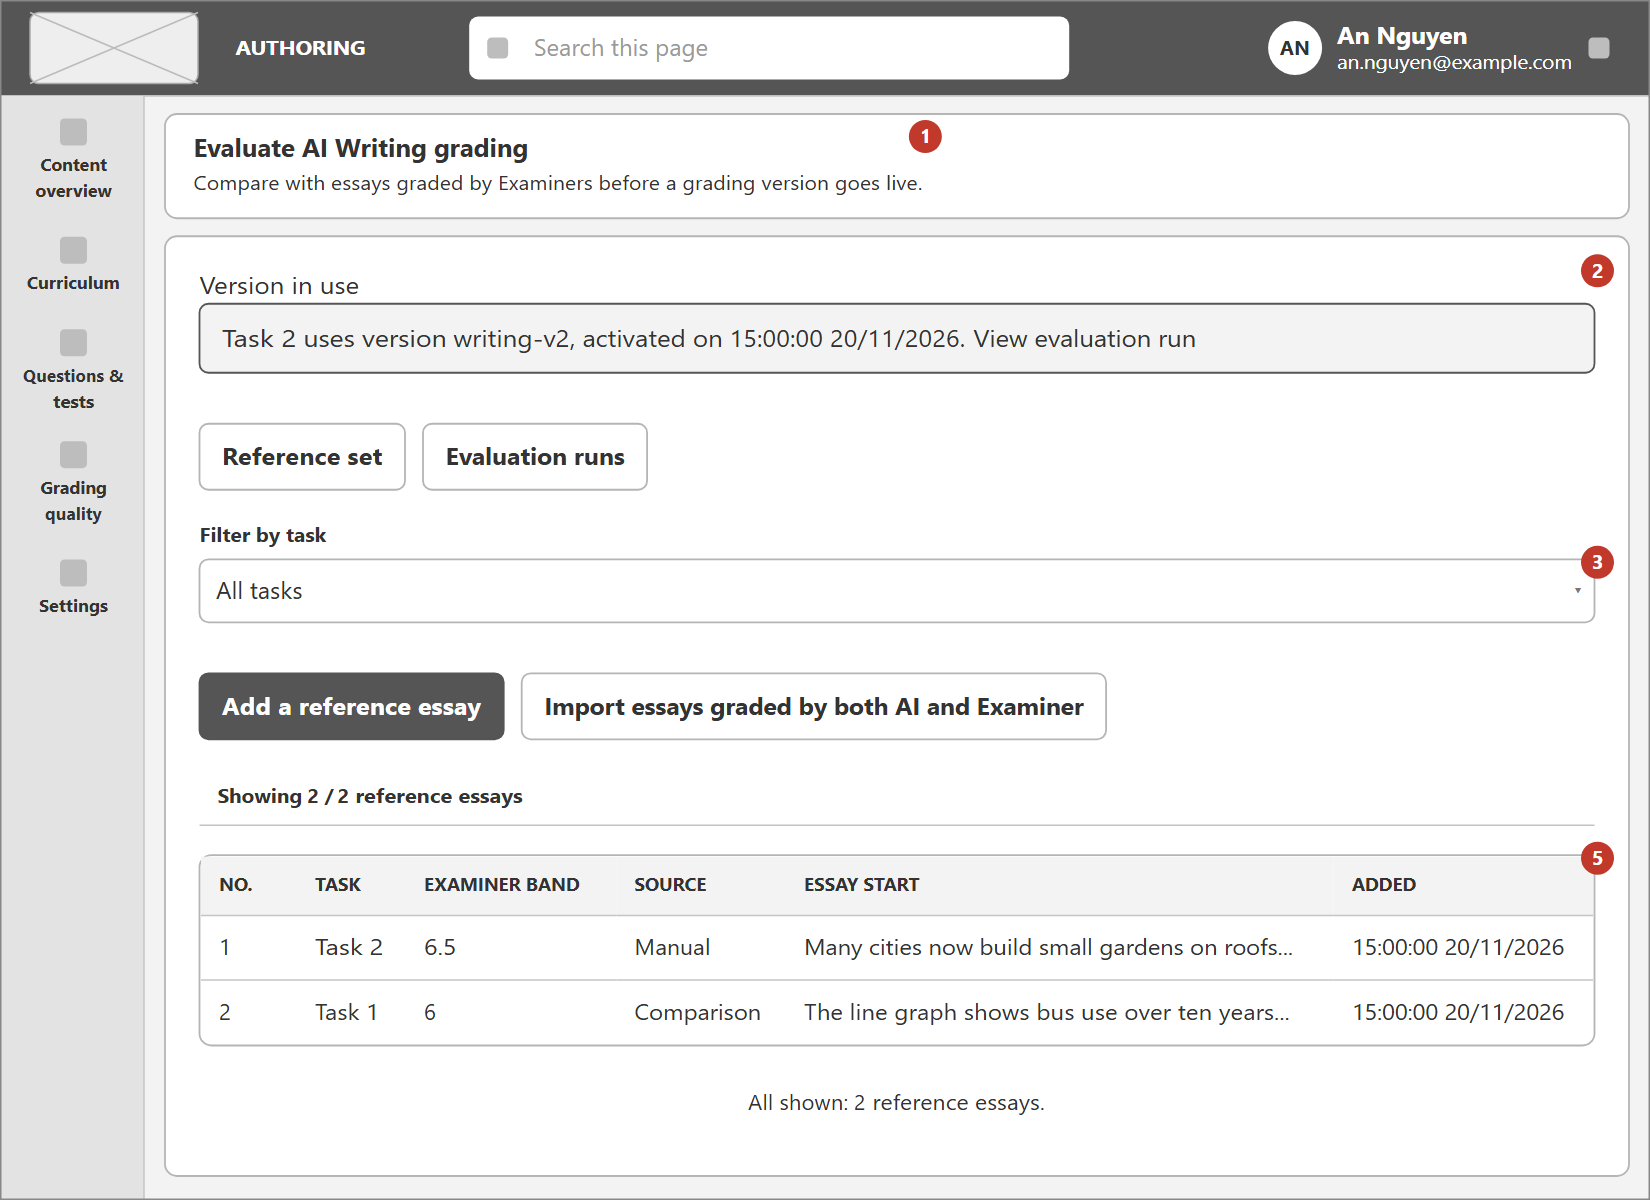 AUTHORING
Search this page
AN
An Nguyen
an.nguyen@example.com
Content
overview
Curriculum
Questions &
tests
Grading
quality
Settings
Evaluate AI Writing grading
1
Compare with essays graded by Examiners before a grading version goes live.
2
Version in use
Task 2 uses version writing-v2, activated on 15:00:00 20/11/2026. View evaluation run
Reference set
Evaluation runs
Filter by task
3
All tasks
Add a reference essay
Import essays graded by both AI and Examiner
Showing 2 / 2 reference essays
5
NO. TASK EXAMINER BAND SOURCE ESSAY START ADDED
1 Task 2 6.5 Manual Many cities now build small gardens on roofs... 15:00:00 20/11/2026
2 Task 1 6 Comparison The line graph shows bus use over ten years... 15:00:00 20/11/2026
All shown: 2 reference essays.